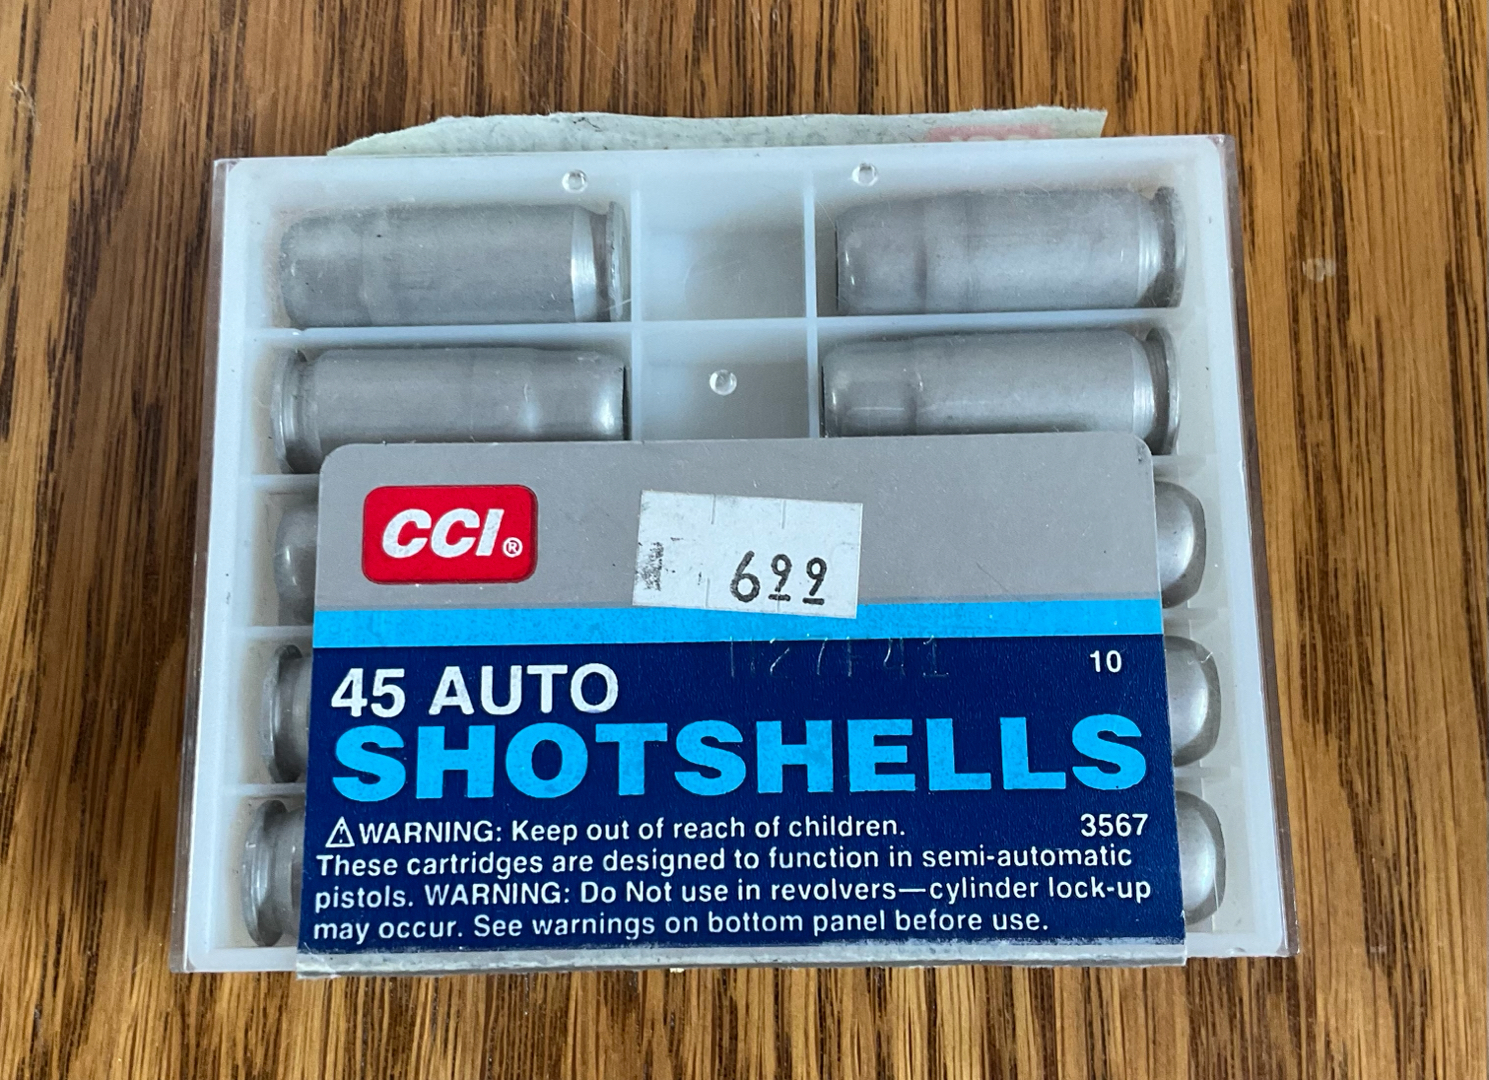 CCI®
6 99
45 AUTO
10
SHOTSHELLS
⚠WARNING: Keep out of reach of children.
3567
These cartridges are designed to function in semi-automatic
pistols. WARNING: Do Not use in revolvers—cylinder lock-up
may occur. See warnings on bottom panel before use.